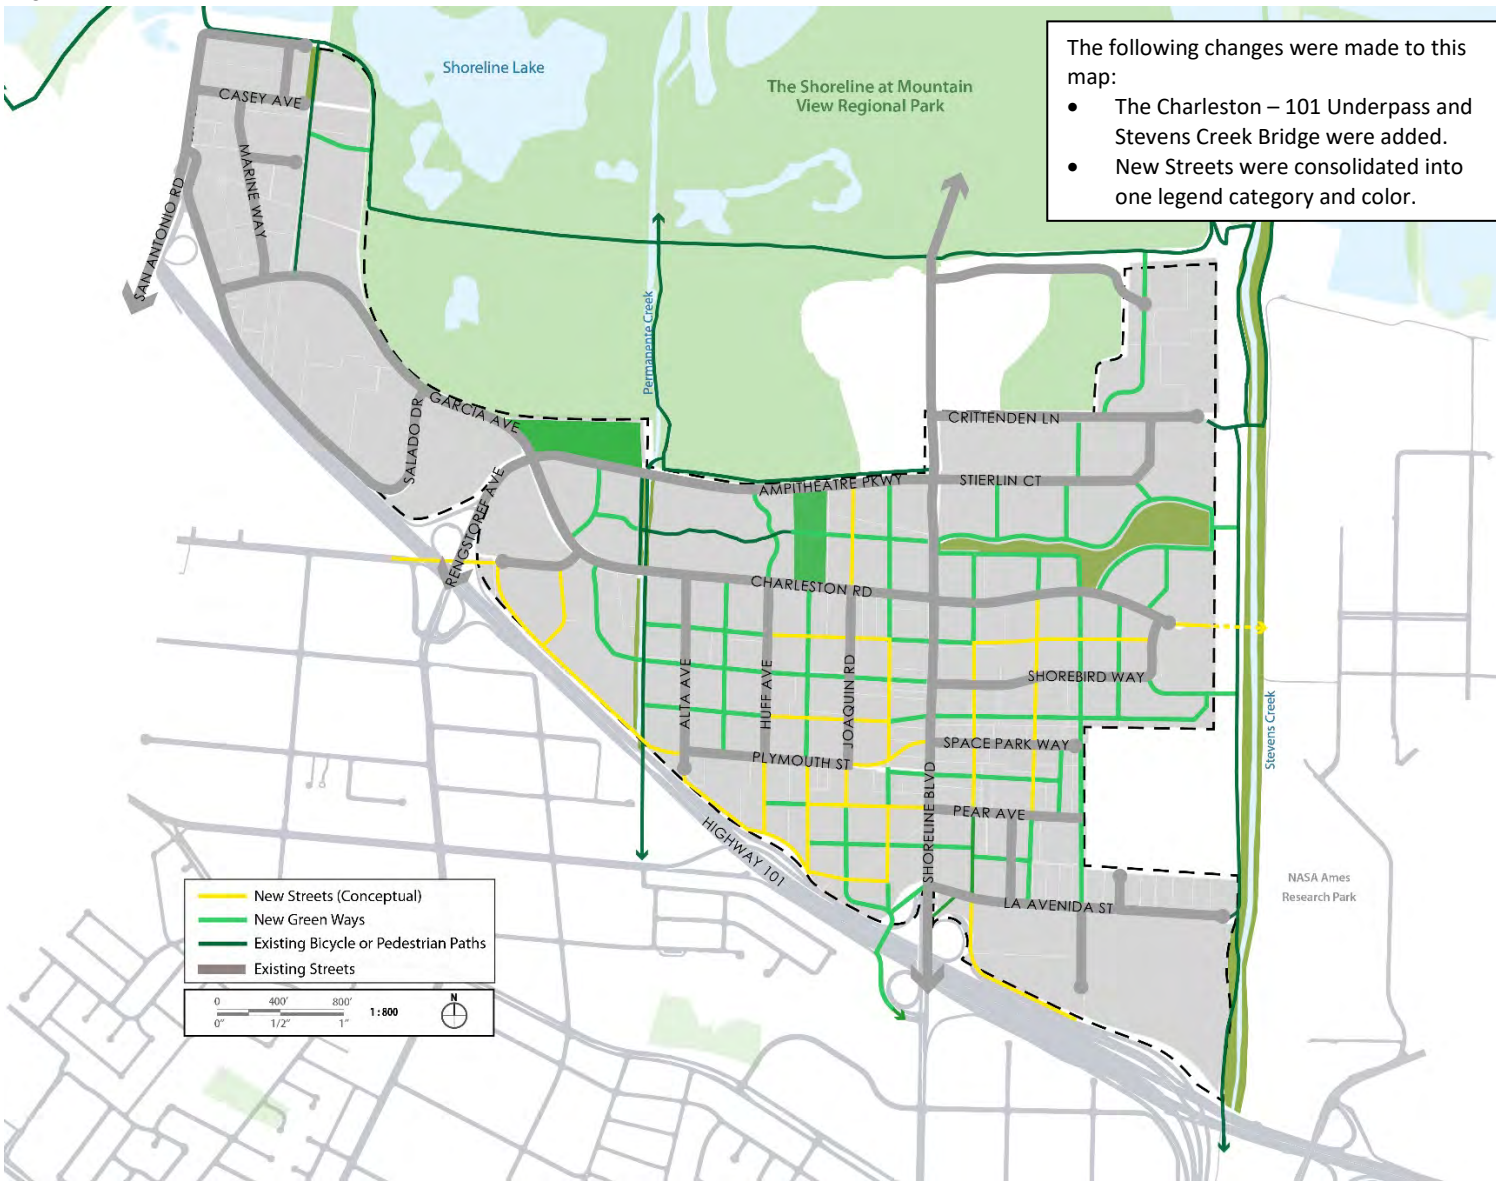 The following changes were made to this
map:
• The Charleston – 101 Underpass and
Stevens Creek Bridge were added.
• New Streets were consolidated into
one legend category and color.
Shoreline Lake
The Shoreline at Mountain
View Regional Park
CASEY AVE
MARINE WAY
SAN ANTONIO RD
Permanente Creek
GARCIA AVE
SALADO DR
CRITTENDEN LN
RENGSTORFF AVE
AMPITHEATRE PKWY
STIERLIN CT
CHARLESTON RD
ALTA AVE
HUFF AVE
JOAQUIN RD
SHOREBIRD WAY
Stevens Creek
SPACE PARK WAY
PLYMOUTH ST
SHORELINE BLVD
PEAR AVE
HIGHWAY 101
LA AVENIDA ST
NASA Ames
Research Park
New Streets (Conceptual)
New Green Ways
Existing Bicycle or Pedestrian Paths
Existing Streets
0 400' 800'
0" 1/2" 1"
1:800
N